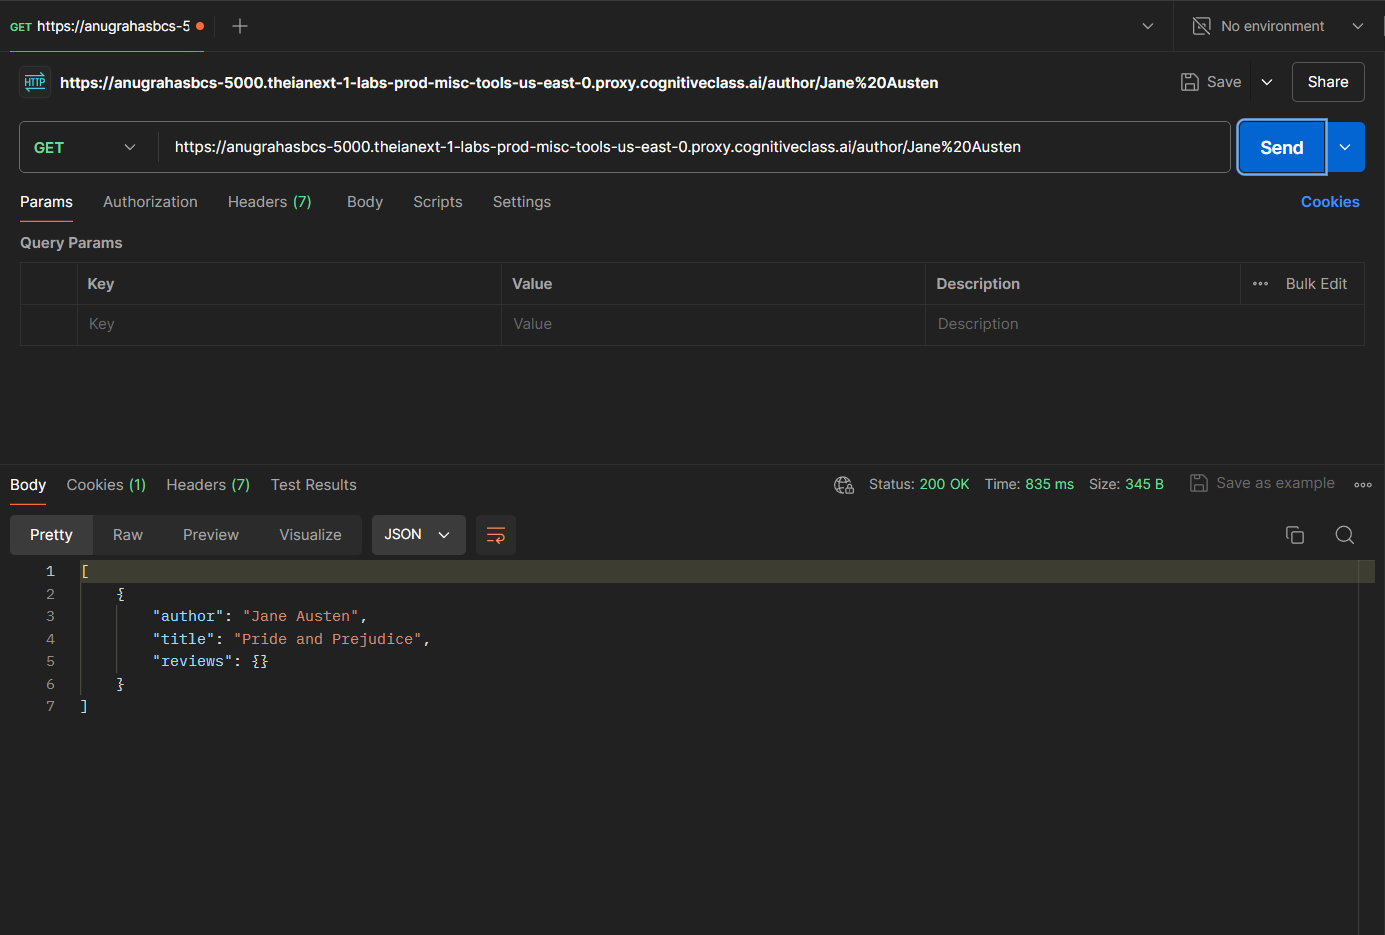 GET https://anugrahasbcs-5
No environment
HTTP https://anugrahasbcs-5000.theianext-1-labs-prod-misc-tools-us-east-0.proxy.cognitiveclass.ai/author/Jane%20Austen Save Share
GET https://anugrahasbcs-5000.theianext-1-labs-prod-misc-tools-us-east-0.proxy.cognitiveclass.ai/author/Jane%20Austen Send
Params Authorization Headers (7) Body Scripts Settings Cookies
Query Params
Key Value Description Bulk Edit
Key Value Description
Body Cookies (1) Headers (7) Test Results Status: 200 OK Time: 835 ms Size: 345 B Save as example
Pretty Raw Preview Visualize JSON
1 [
2 {
3 "author": "Jane Austen",
4 "title": "Pride and Prejudice",
5 "reviews": {}
6 }
7 ]